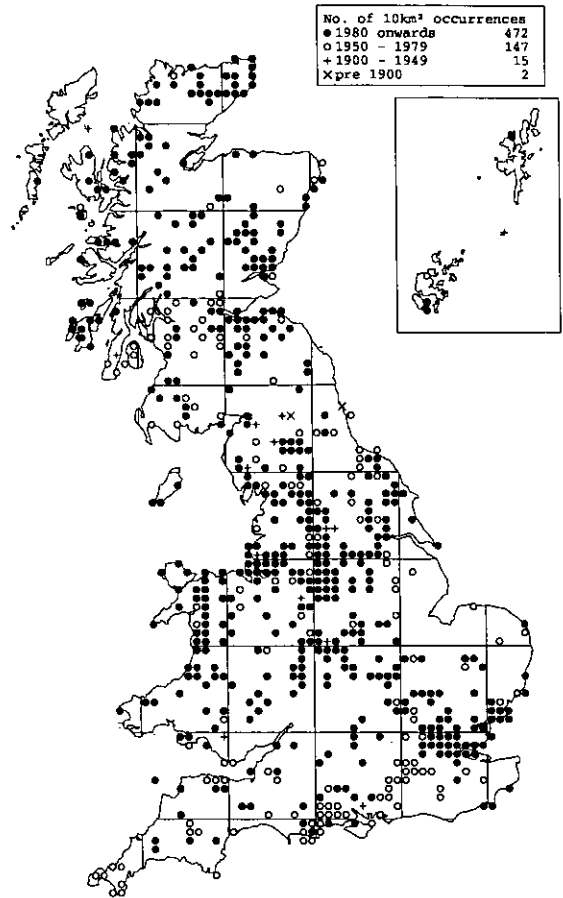 No. of 10km² occurrences
● 1980 onwards 472
○ 1950 - 1979 147
+ 1900 - 1949 15
× pre 1900 2